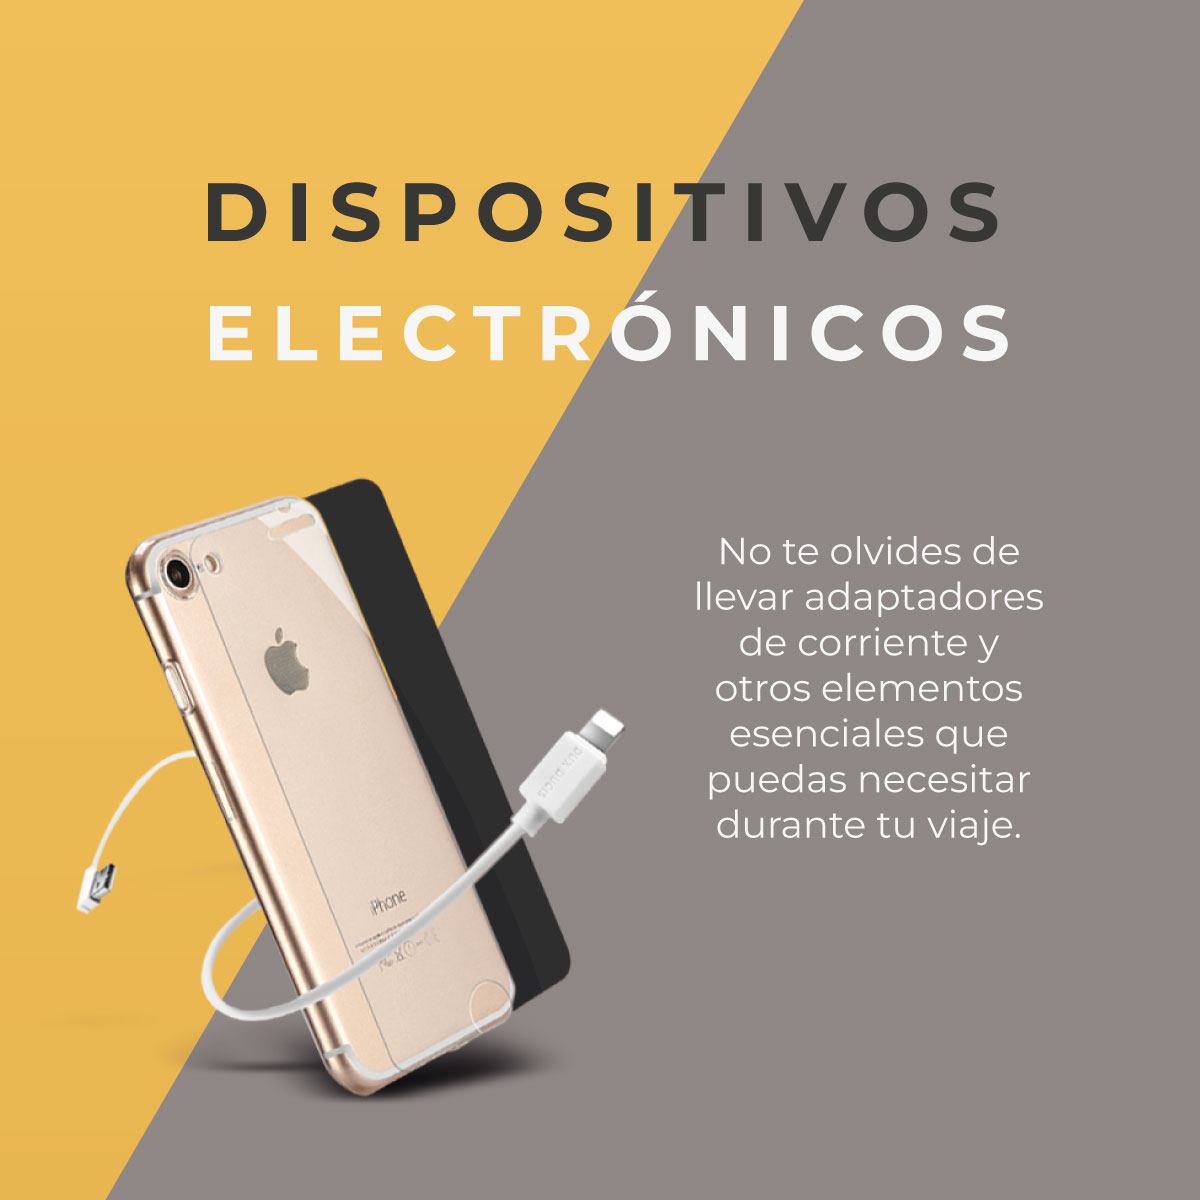 DISPOSITIVOS
ELECTRÓNICOS
No te olvides de
llevar adaptadores
de corriente y
otros elementos
esenciales que
puedas necesitar
durante tu viaje.
iPhone